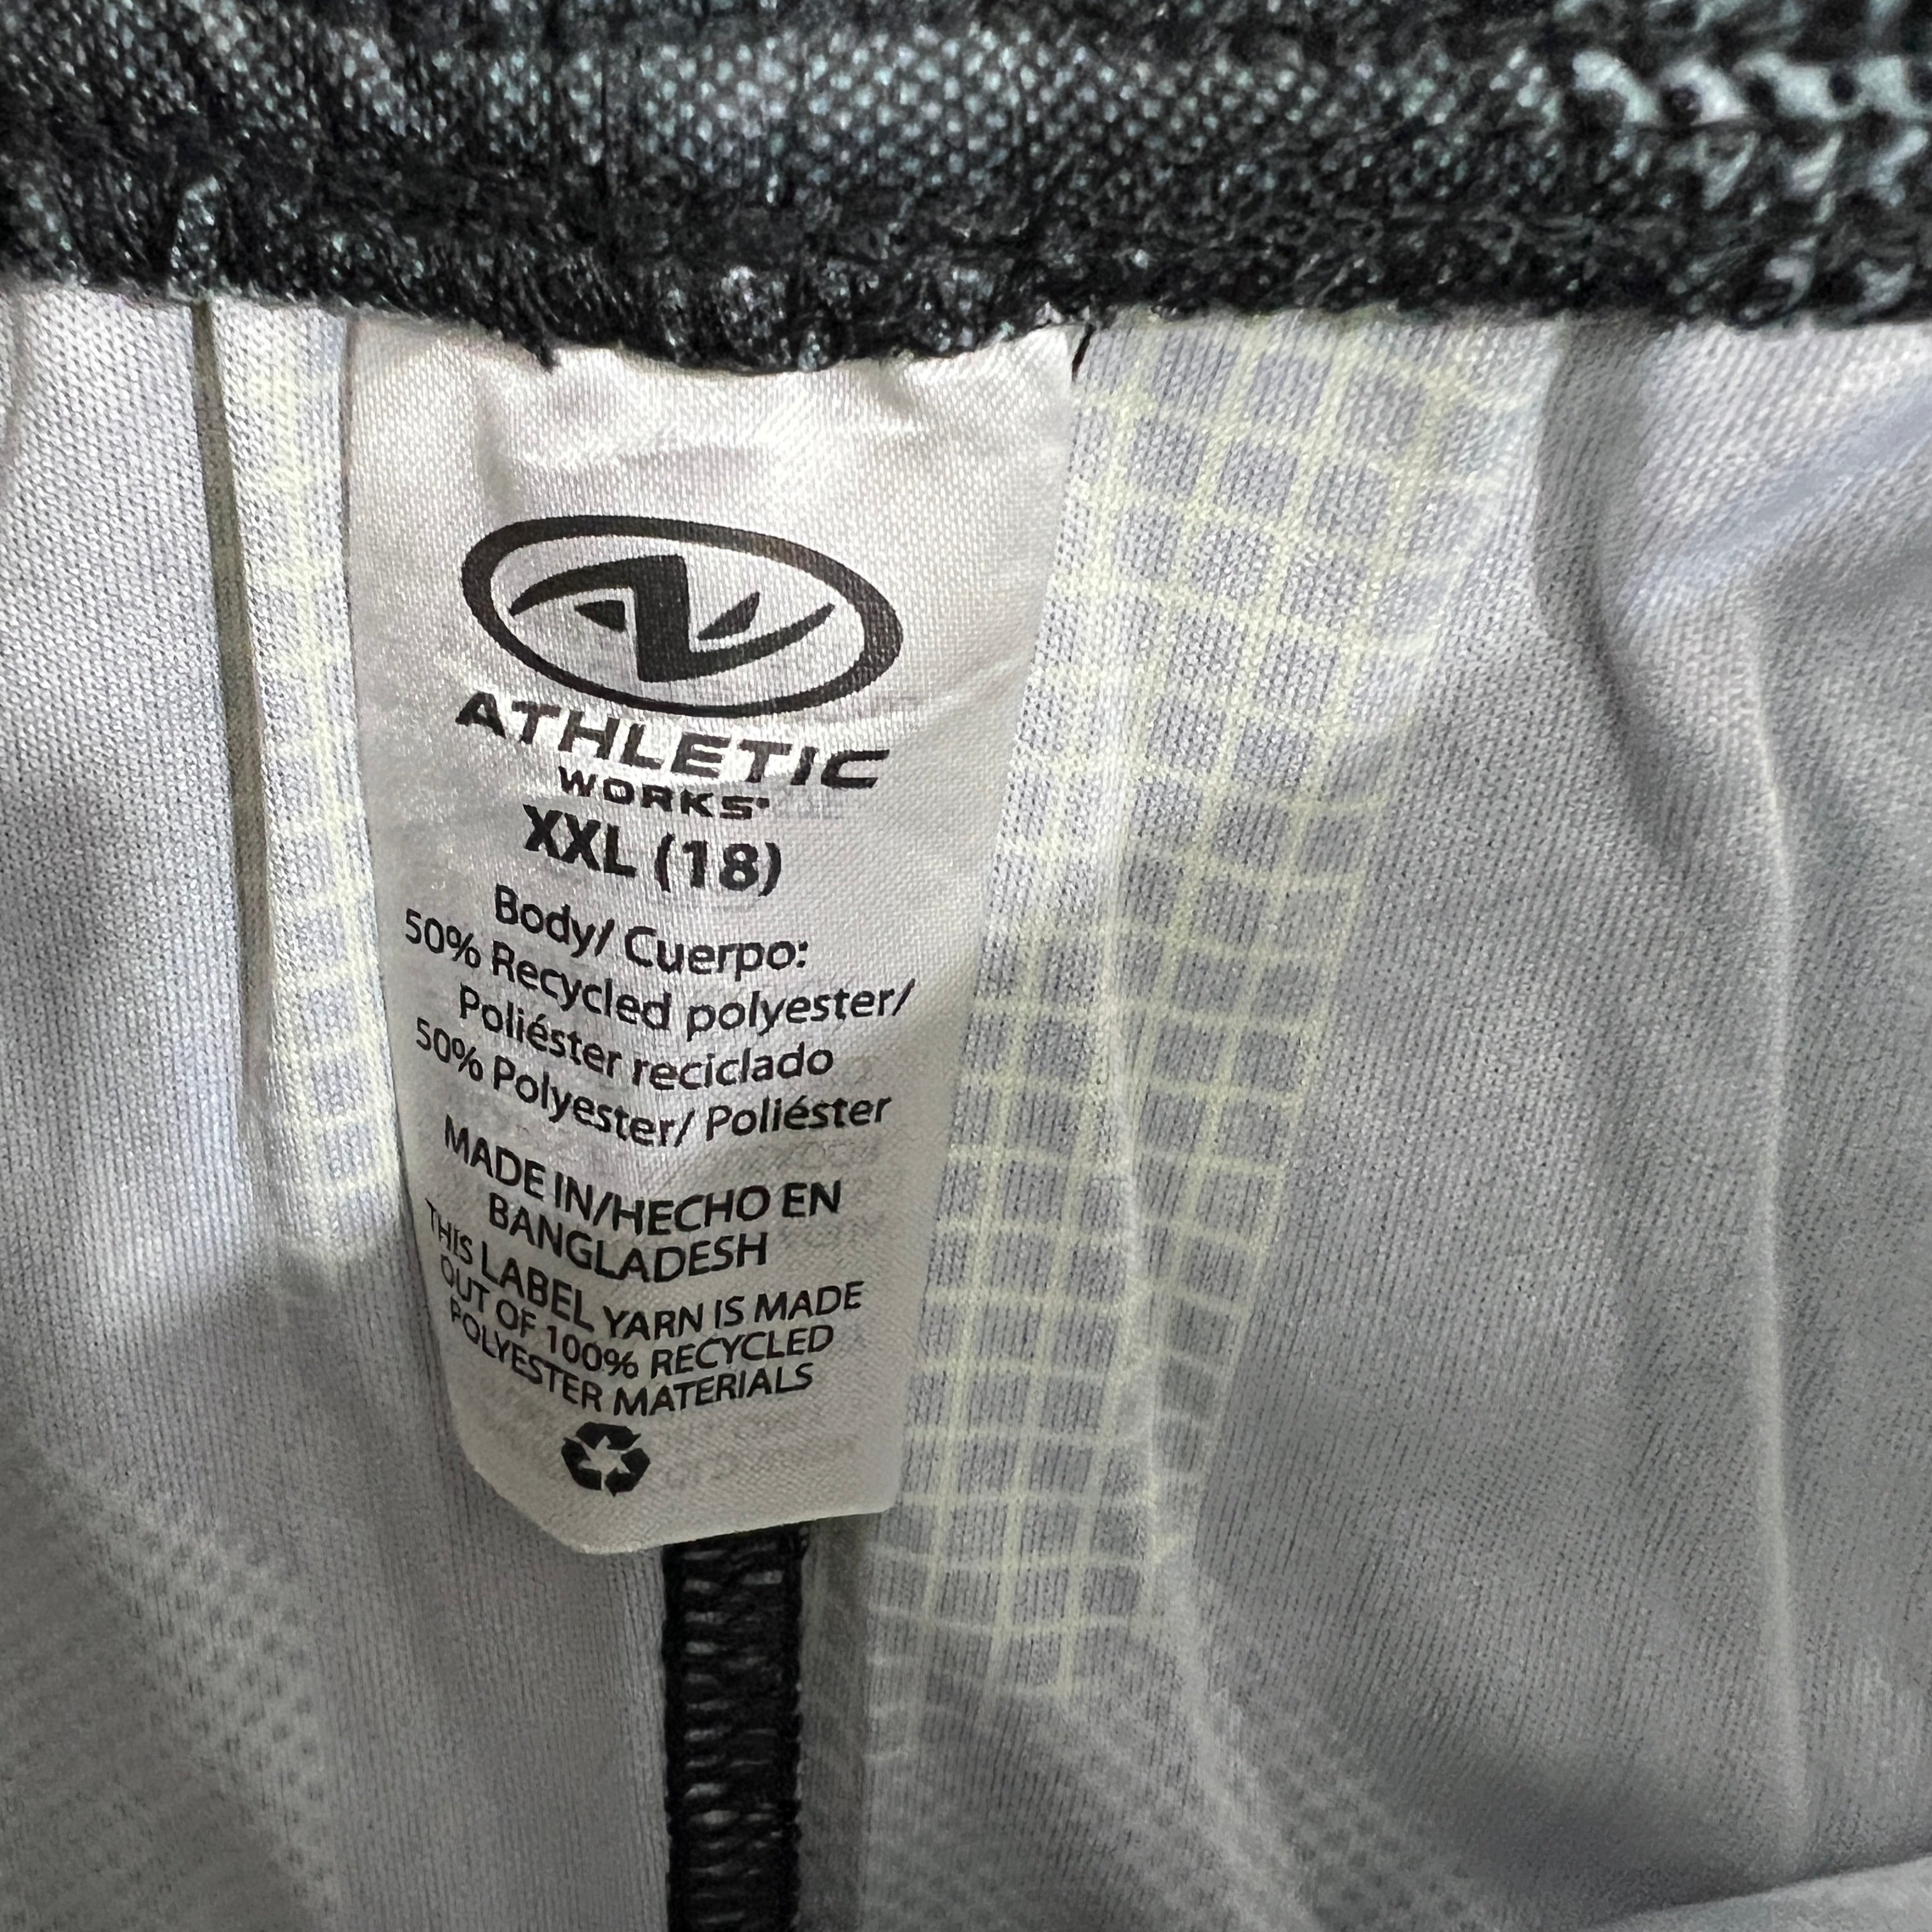 ATHLETIC
WORKS
XXL (18)
Body/ Cuerpo:
50% Recycled polyester/
Poliéster reciclado
50% Polyester/ Poliéster
MADE IN/HECHO EN
BANGLADESH
THIS LABEL YARN IS MADE
OUT OF 100% RECYCLED
POLYESTER MATERIALS